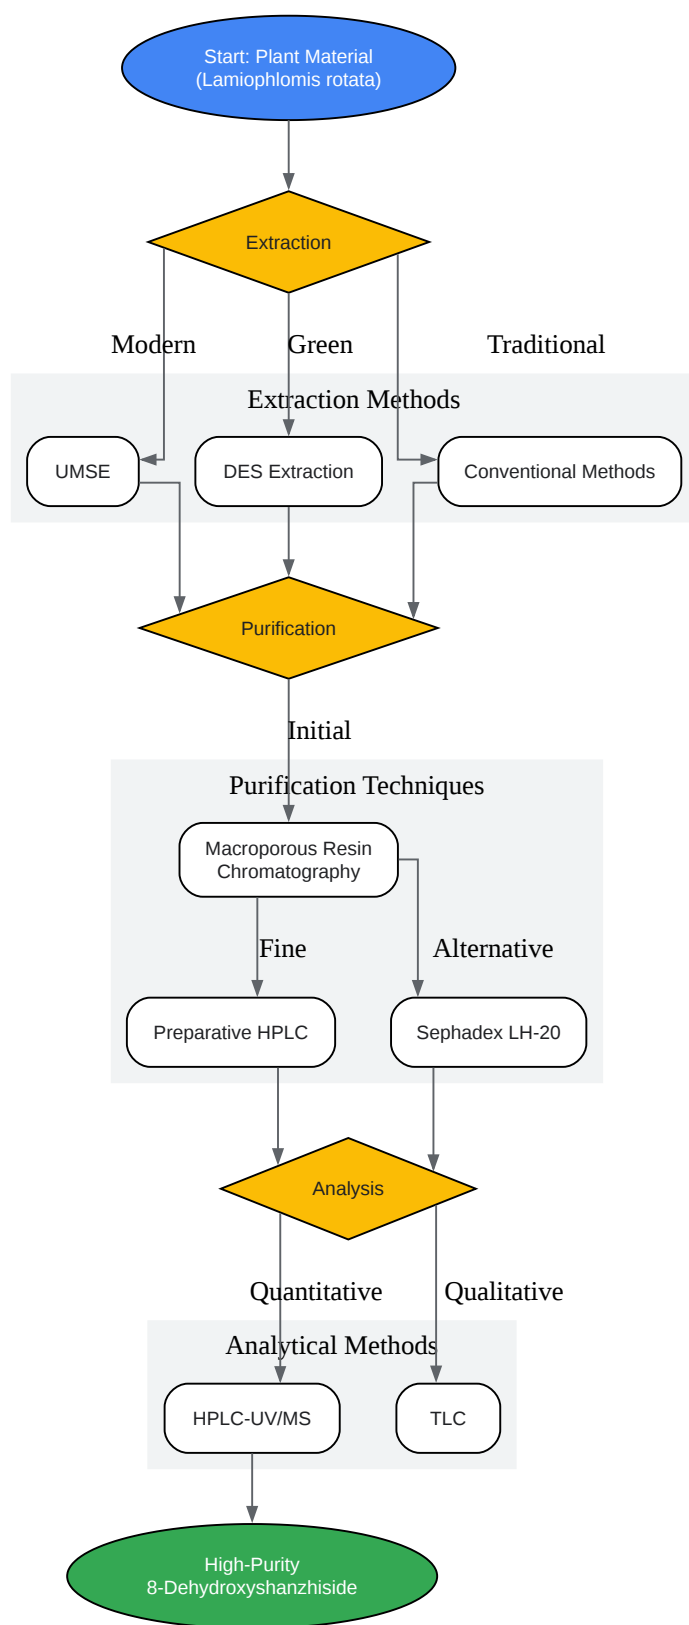 Start: Plant Material
(Lamiophlomis rotata)
Extraction
Modern
Green
Traditional
Extraction Methods
UMSE
DES Extraction
Conventional Methods
Purification
Initial
Purification Techniques
Macroporous Resin
Chromatography
Fine
Alternative
Preparative HPLC
Sephadex LH-20
Analysis
Quantitative
Qualitative
Analytical Methods
HPLC-UV/MS
TLC
High-Purity
8-Dehydroxyshanzhiside